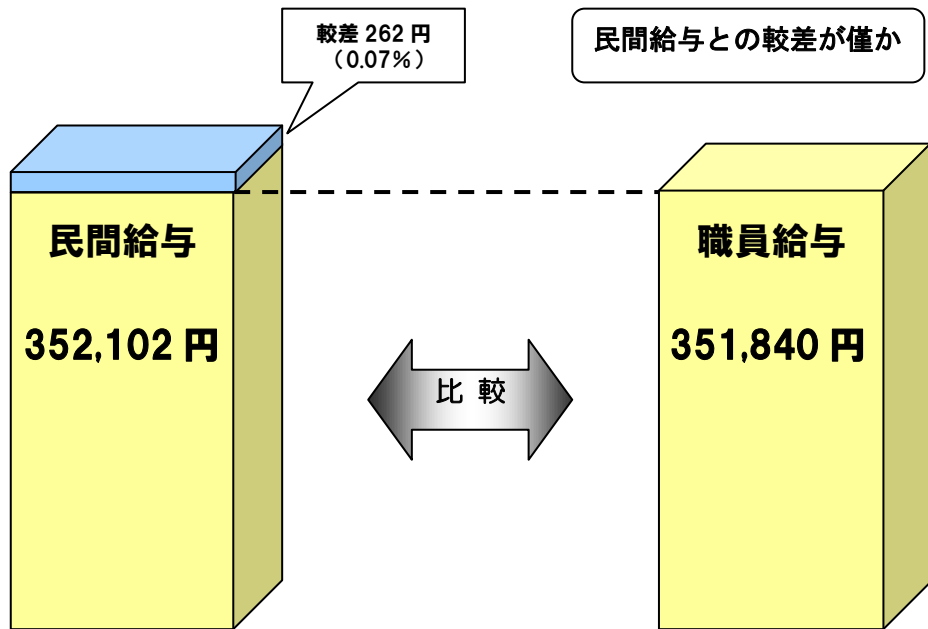 較差 262 円
（0.07％）
民間給与との較差が僅か
民間給与
352,102 円
職員給与
351,840 円
比 較